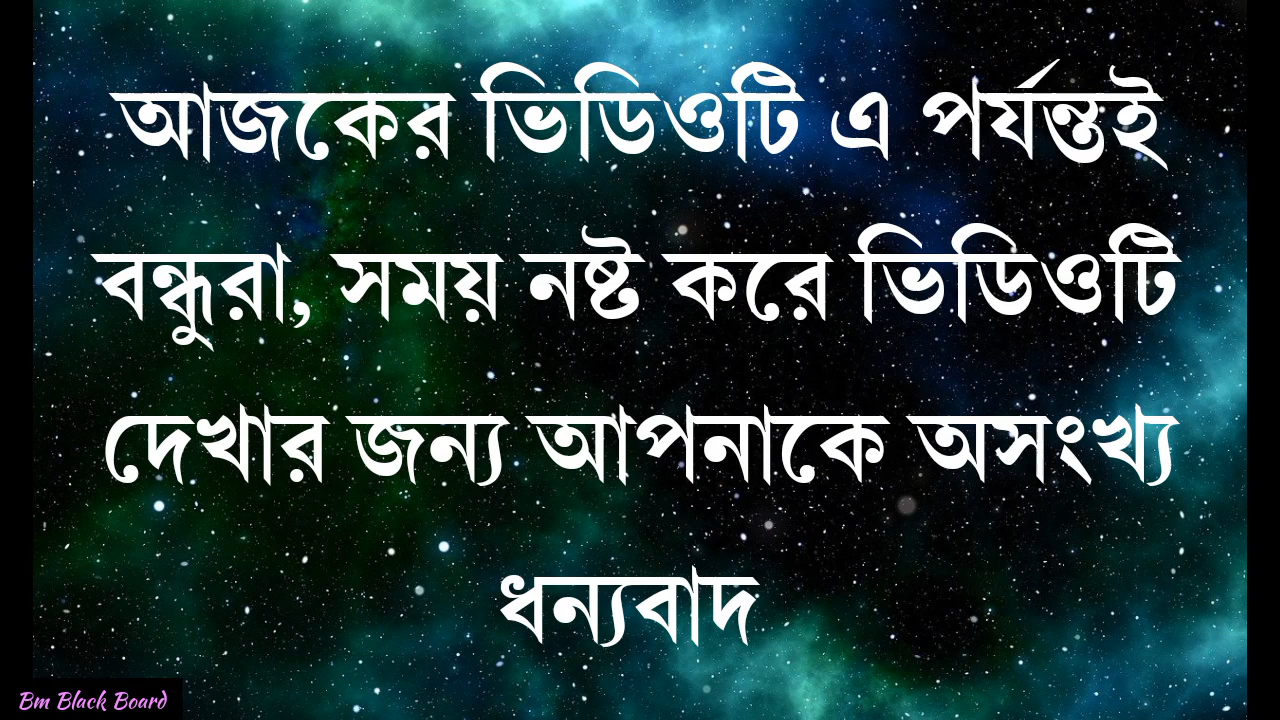 আজকের ভিডিওটি এ পর্যন্তই
বন্ধুরা, সময় নষ্ট করে ভিডিওটি
দেখার জন্য আপনাকে অসংখ্য
ধন্যবাদ
Bm Black Board